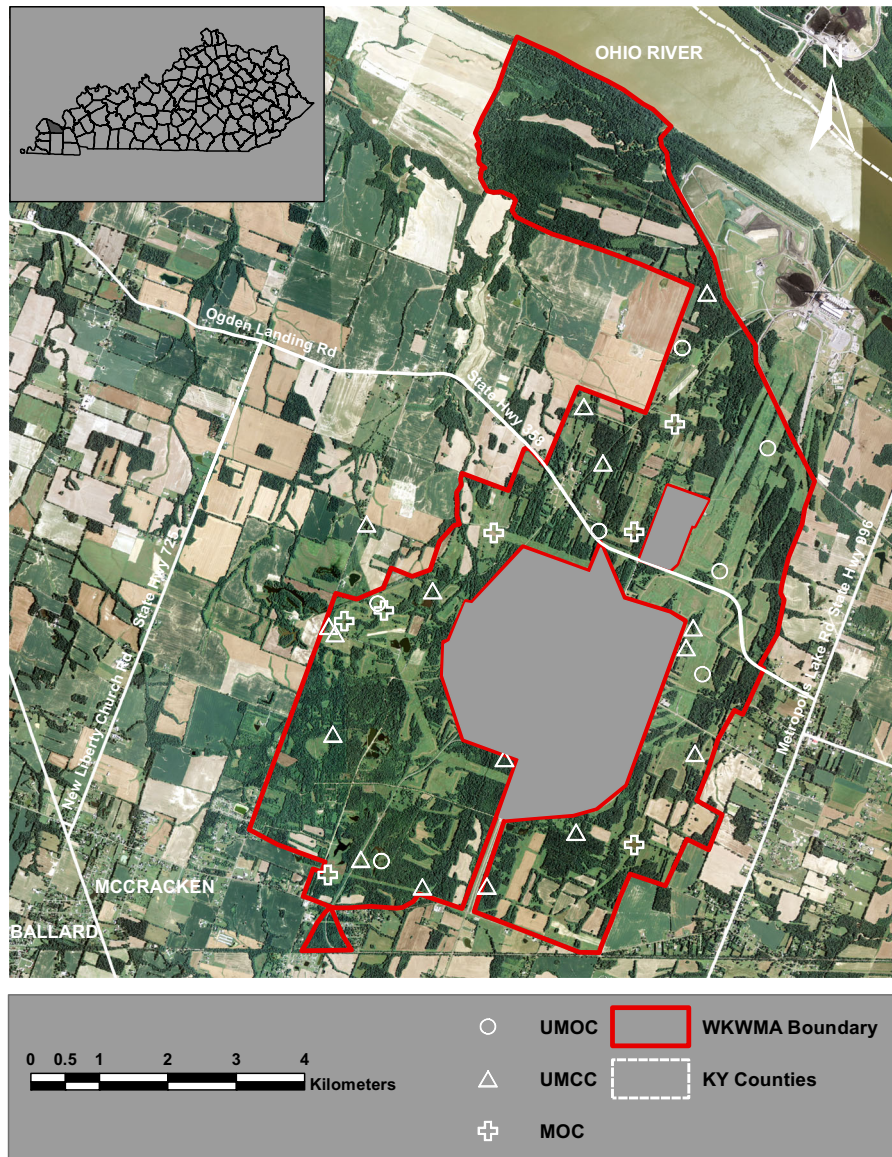 OHIO RIVER
N
Ogden Landing Rd
State Hwy 358
State Hwy 725
New Liberty Church Rd
Metropolis Lake Rd State Hwy 996
MCCRACKEN
BALLARD
0 0.5 1 2 3 4
Kilometers
UMOC
WKWMA Boundary
UMCC
KY Counties
MOC